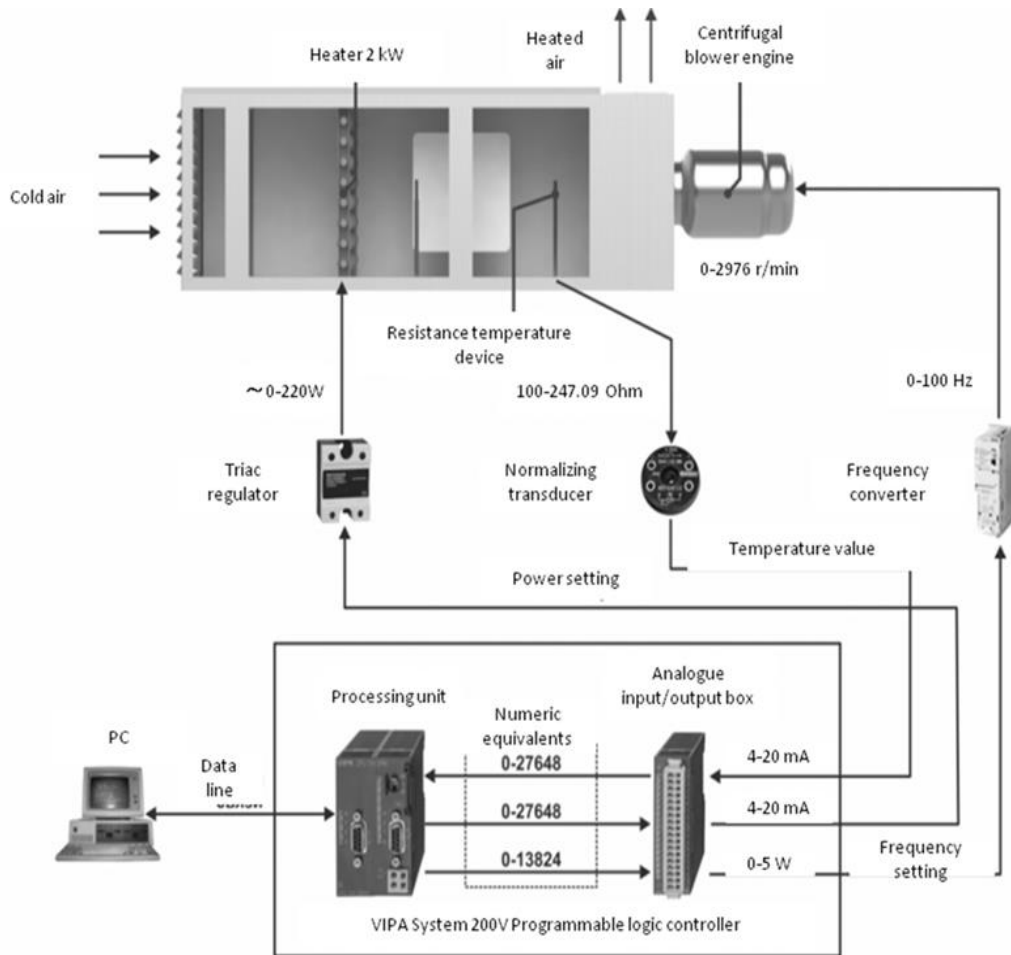 Heater 2 kW
Heated
air
Centrifugal
blower engine
Cold air
0-2976 r/min
Resistance temperature
device
~0-220W
100-247.09 Ohm
0-100 Hz
Triac
regulator
Normalizing
transducer
Frequency
converter
Temperature value
Power setting
Processing unit
Analogue
input/output box
PC
Numeric
equivalents
Data
line
0-27648
4-20 mA
0-27648
4-20 mA
0-13824
0-5 W
Frequency
setting
VIPA System 200V Programmable logic controller